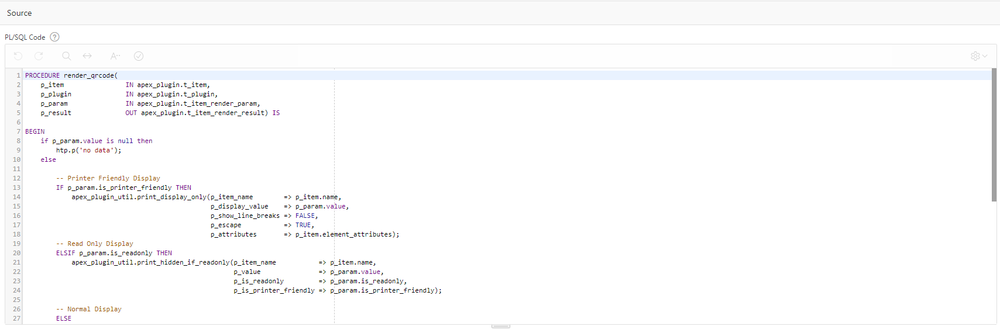 Source
PL/SQL Code ?
A··
1 PROCEDURE render_qrcode(
2     p_item                IN apex_plugin.t_item,
3     p_plugin              IN apex_plugin.t_plugin,
4     p_param               IN apex_plugin.t_item_render_param,
5     p_result              OUT apex_plugin.t_item_render_result) IS
6
7 BEGIN
8     if p_param.value is null then
9         htp.p('no data');
10     else
11
12         -- Printer Friendly Display
13         IF p_param.is_printer_friendly THEN
14             apex_plugin_util.print_display_only(p_item_name        => p_item.name,
15                                                 p_display_value    => p_param.value,
16                                                 p_show_line_breaks => FALSE,
17                                                 p_escape           => TRUE,
18                                                 p_attributes       => p_item.element_attributes);
19         -- Read Only Display
20         ELSIF p_param.is_readonly THEN
21             apex_plugin_util.print_hidden_if_readonly(p_item_name           => p_item.name,
22                                                       p_value               => p_param.value,
23                                                       p_is_readonly         => p_param.is_readonly,
24                                                       p_is_printer_friendly => p_param.is_printer_friendly);
25
26         -- Normal Display
27         ELSE